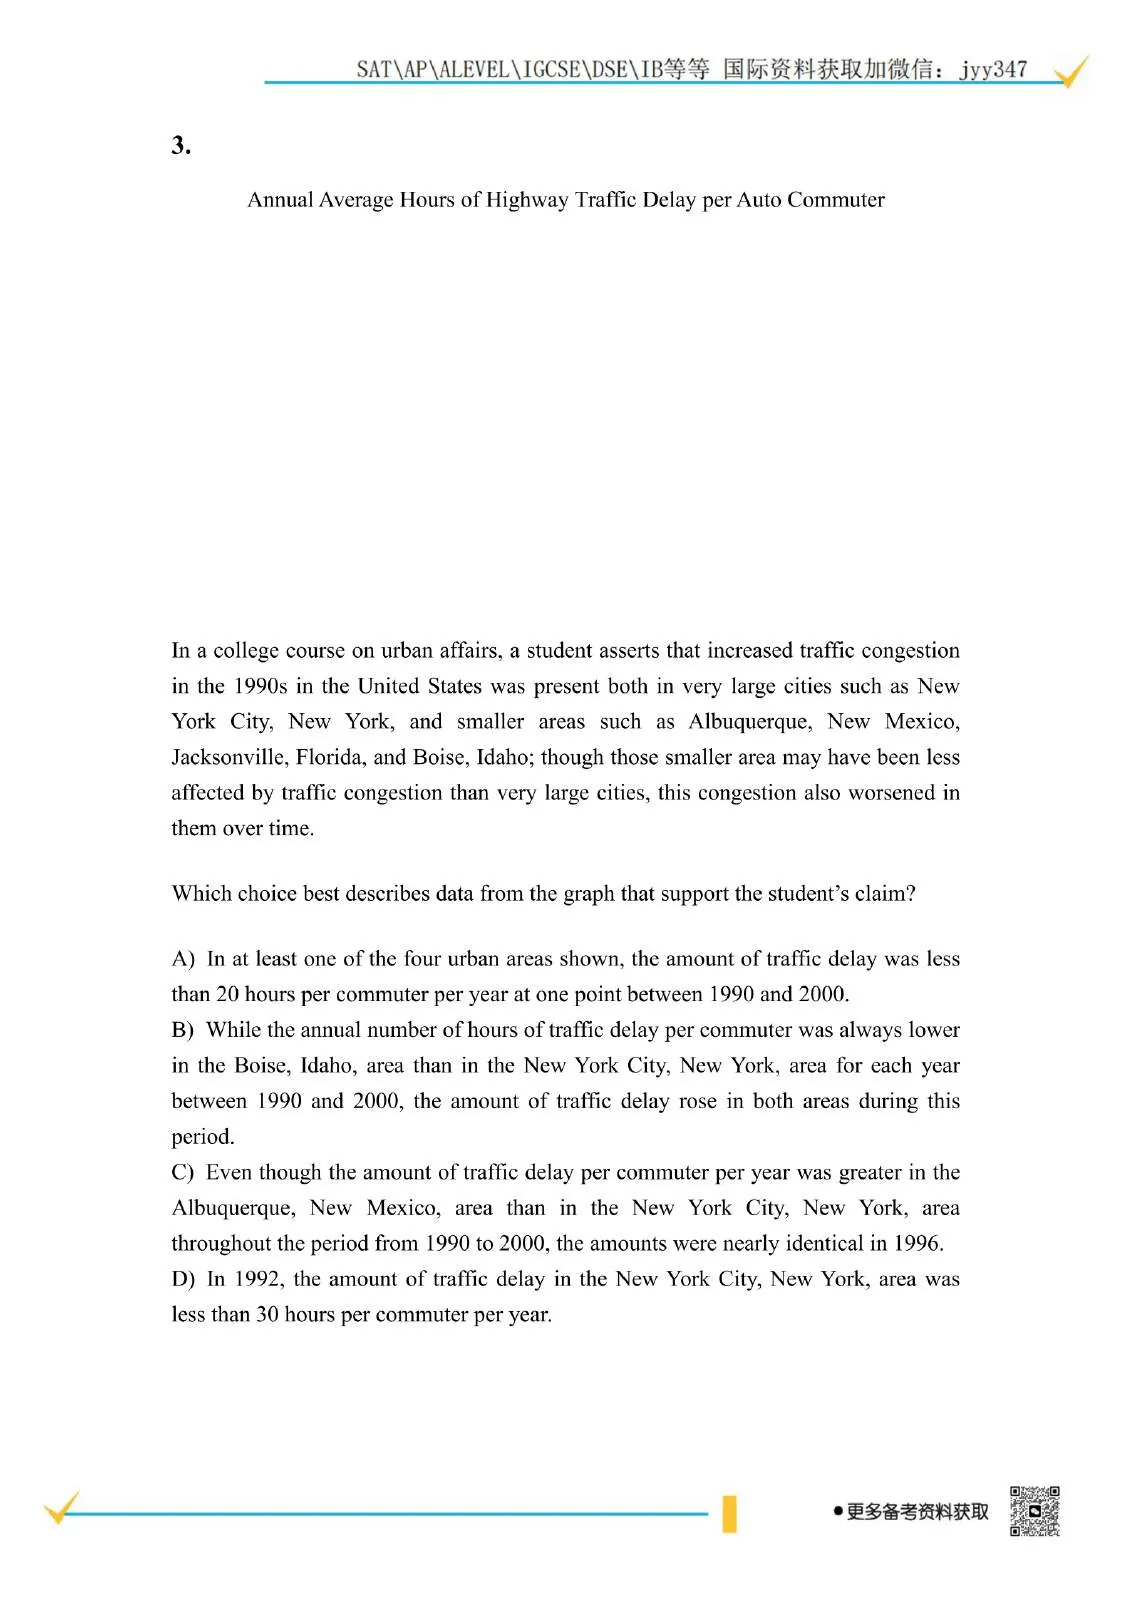 SAT\AP\ALEVEL\IGCSE\DSE\IB等等 国际资料获取加微信：jyy347
3.
Annual Average Hours of Highway Traffic Delay per Auto Commuter
In a college course on urban affairs, a student asserts that increased traffic congestion
in the 1990s in the United States was present both in very large cities such as New
York City, New York, and smaller areas such as Albuquerque, New Mexico,
Jacksonville, Florida, and Boise, Idaho; though those smaller area may have been less
affected by traffic congestion than very large cities, this congestion also worsened in
them over time.
Which choice best describes data from the graph that support the student's claim?
A) In at least one of the four urban areas shown, the amount of traffic delay was less
than 20 hours per commuter per year at one point between 1990 and 2000.
B) While the annual number of hours of traffic delay per commuter was always lower
in the Boise, Idaho, area than in the New York City, New York, area for each year
between 1990 and 2000, the amount of traffic delay rose in both areas during this
period.
C) Even though the amount of traffic delay per commuter per year was greater in the
Albuquerque, New Mexico, area than in the New York City, New York, area
throughout the period from 1990 to 2000, the amounts were nearly identical in 1996.
D) In 1992, the amount of traffic delay in the New York City, New York, area was
less than 30 hours per commuter per year.
●更多备考资料获取